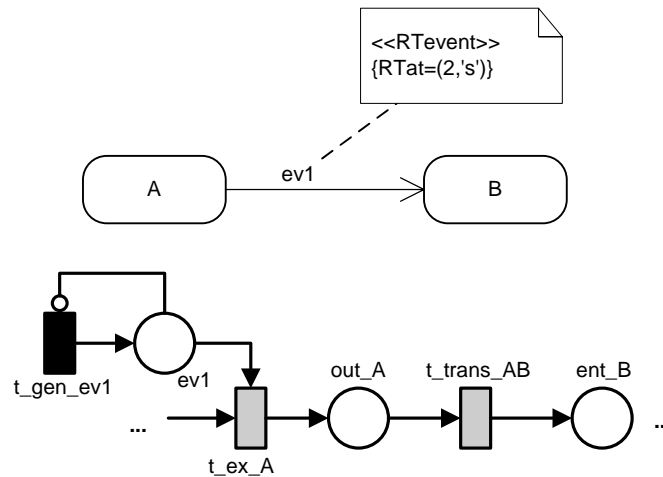 <<RTevent>>
{RTat=(2,'s')}
A
ev1
B
t_gen_ev1
ev1
out_A
t_trans_AB
ent_B
...
t_ex_A
..